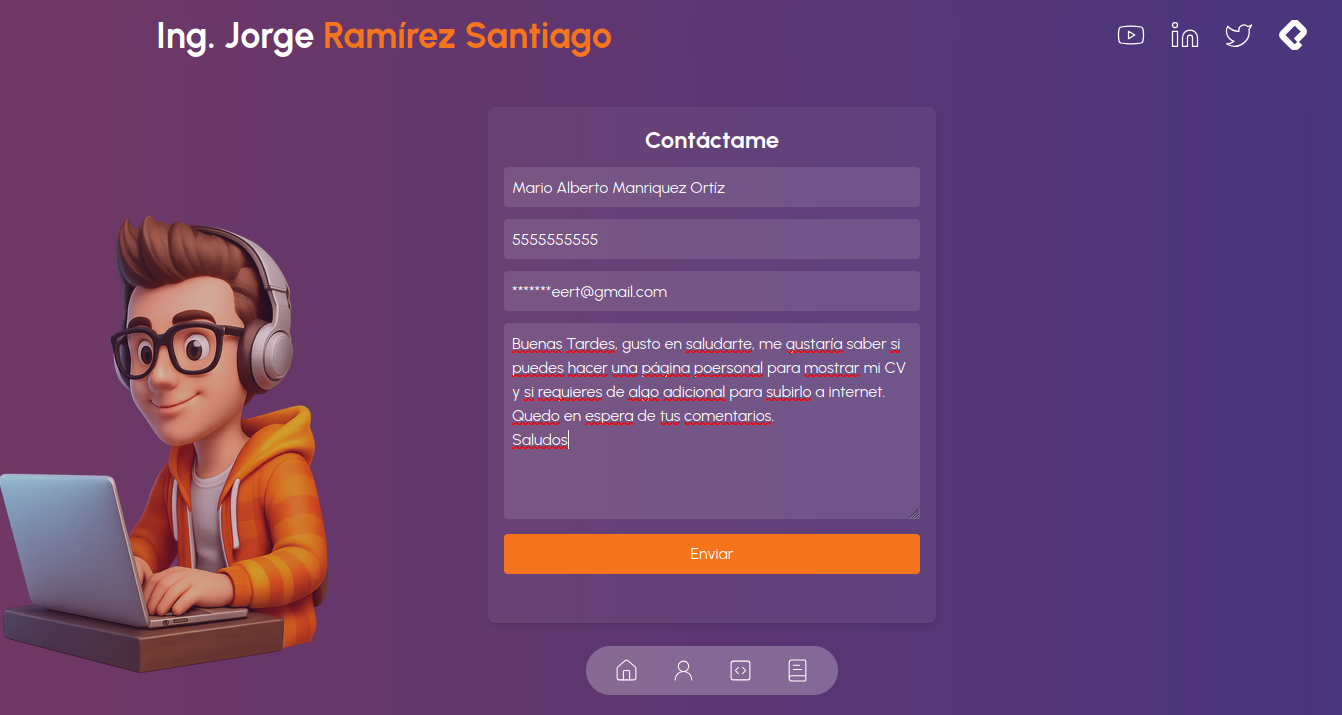 Ing. Jorge Ramírez Santiago
Contáctame
Mario Alberto Manriquez Ortíz
5555555555
*******eert@gmail.com
Buenas Tardes, gusto en saludarte, me gustaría saber si
puedes hacer una página poersonal para mostrar mi CV
y si requieres de algo adicional para subirlo a internet.
Quedo en espera de tus comentarios.
Saludos
Enviar